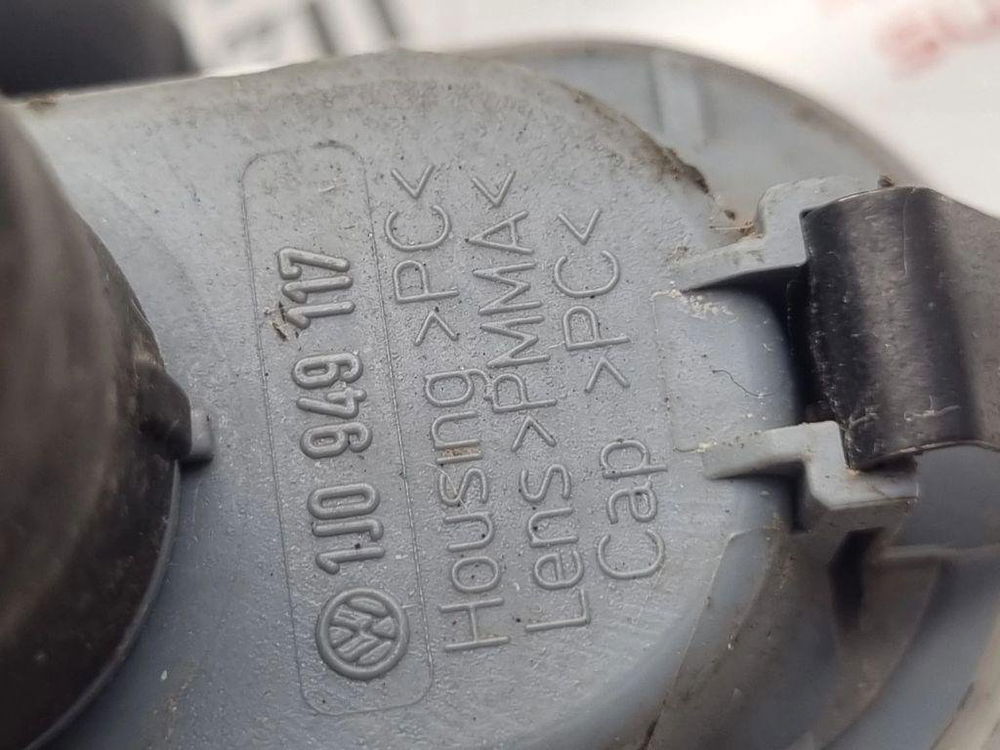 1J0 949 117
Housing >PC<
Lens >PMMA<
Cap >PC<